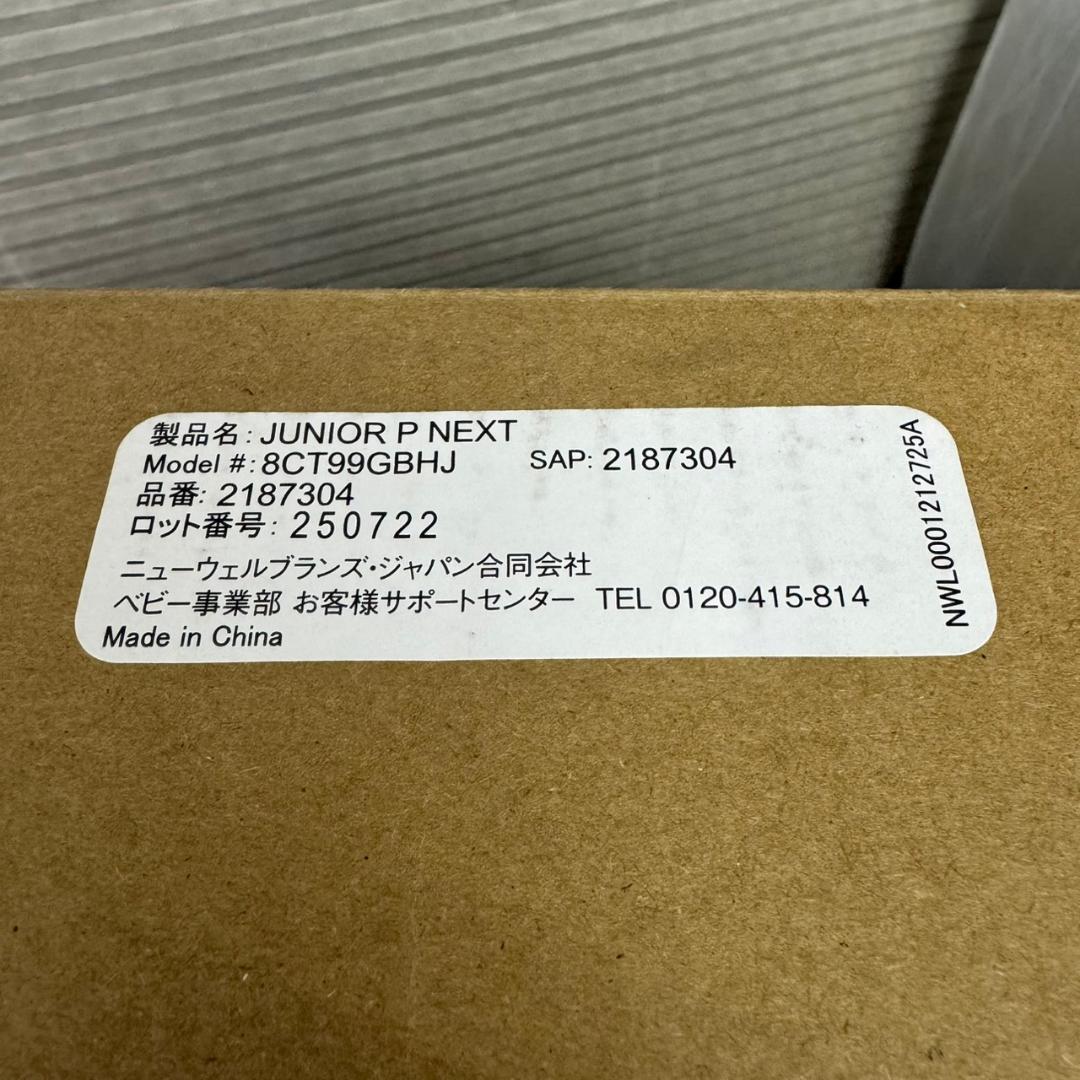 製品名: JUNIOR P NEXT
Model #: 8CT99GBHJ SAP: 2187304
品番: 2187304
ロット番号: 250722
ニューウェルブランズ・ジャパン合同会社
ベビー事業部 お客様サポートセンター TEL 0120-415-814
Made in China
NWL0001212725A